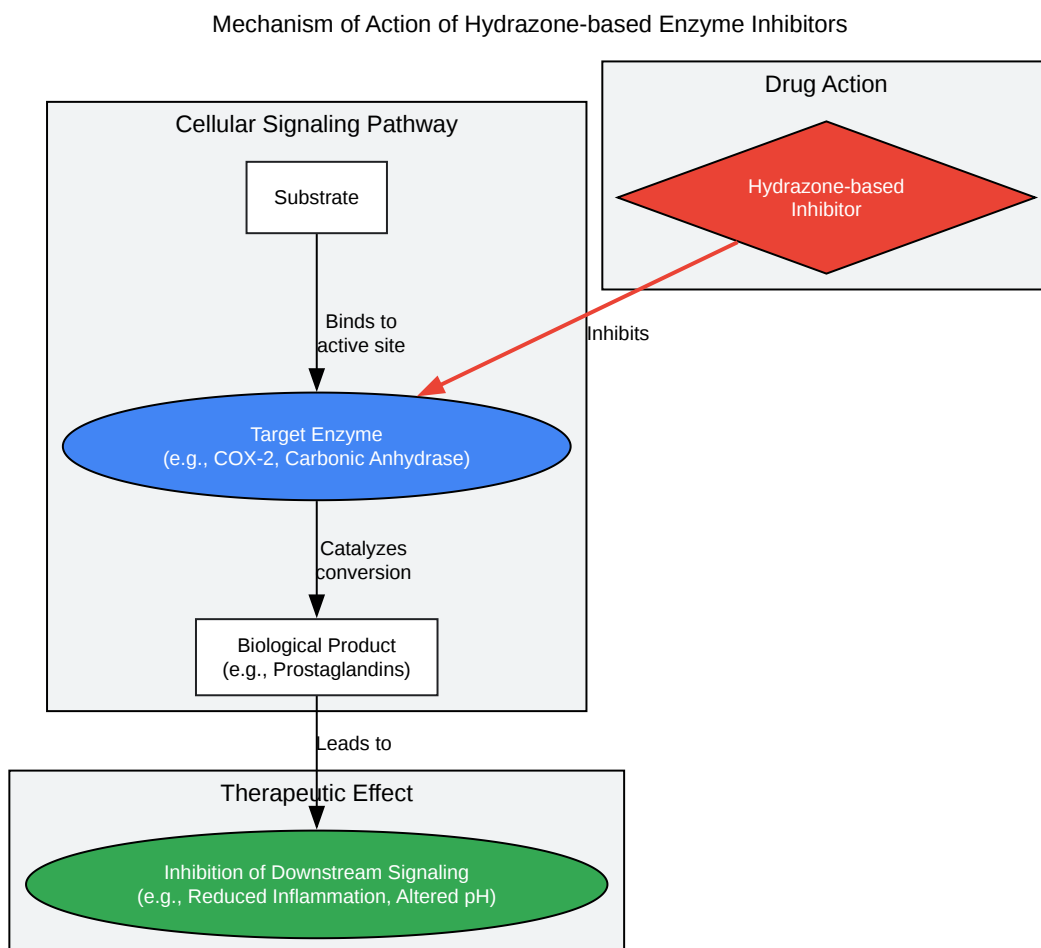 Mechanism of Action of Hydrazone-based Enzyme Inhibitors
Drug Action
Hydrazone-based
Inhibitor
Cellular Signaling Pathway
Substrate
Binds to
active site
Inhibits
Target Enzyme
(e.g., COX-2, Carbonic Anhydrase)
Catalyzes
conversion
Biological Product
(e.g., Prostaglandins)
Leads to
Therapeutic Effect
Inhibition of Downstream Signaling
(e.g., Reduced Inflammation, Altered pH)